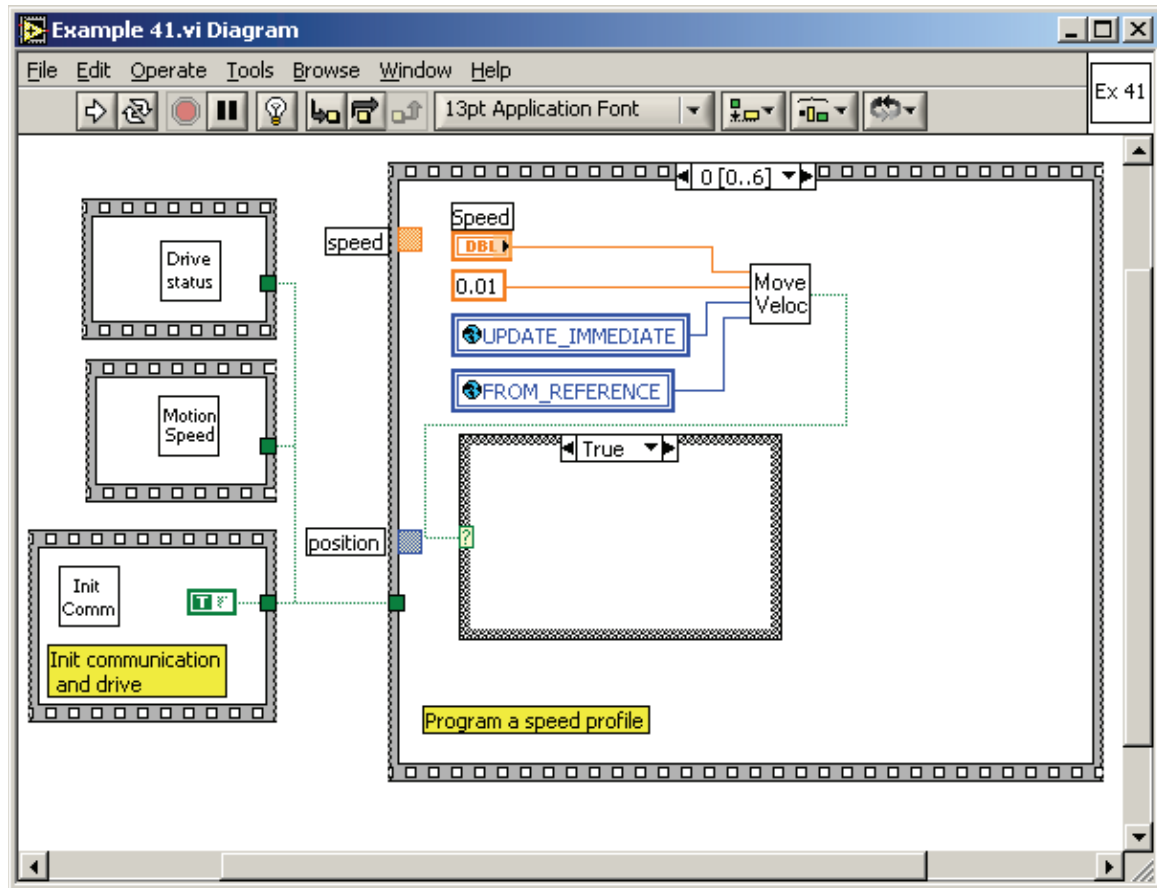 Example 41.vi Diagram
File Edit Operate Tools Browse Window Help
13pt Application Font
Ex 41
0 [0..6]
Drive
status
speed
Speed
DBL
0.01
Move
Veloc
UPDATE_IMMEDIATE
FROM_REFERENCE
Motion
Speed
True
position
?
Init
Comm
T
Init communication
and drive
Program a speed profile